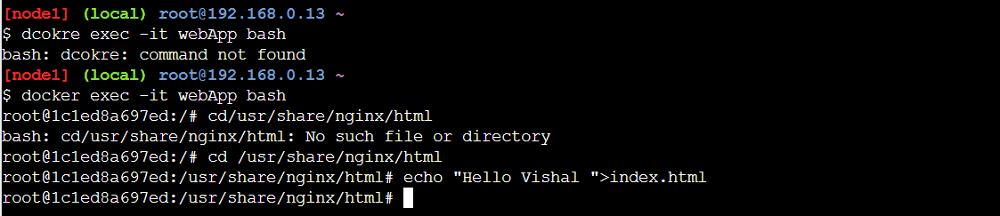 [node1] (local) root@192.168.0.13 ~
$ dcokre exec -it webApp bash
bash: dcokre: command not found
[node1] (local) root@192.168.0.13 ~
$ docker exec -it webApp bash
root@1c1ed8a697ed:/# cd/usr/share/nginx/html
bash: cd/usr/share/nginx/html: No such file or directory
root@1c1ed8a697ed:/# cd /usr/share/nginx/html
root@1c1ed8a697ed:/usr/share/nginx/html# echo "Hello Vishal ">index.html
root@1c1ed8a697ed:/usr/share/nginx/html#